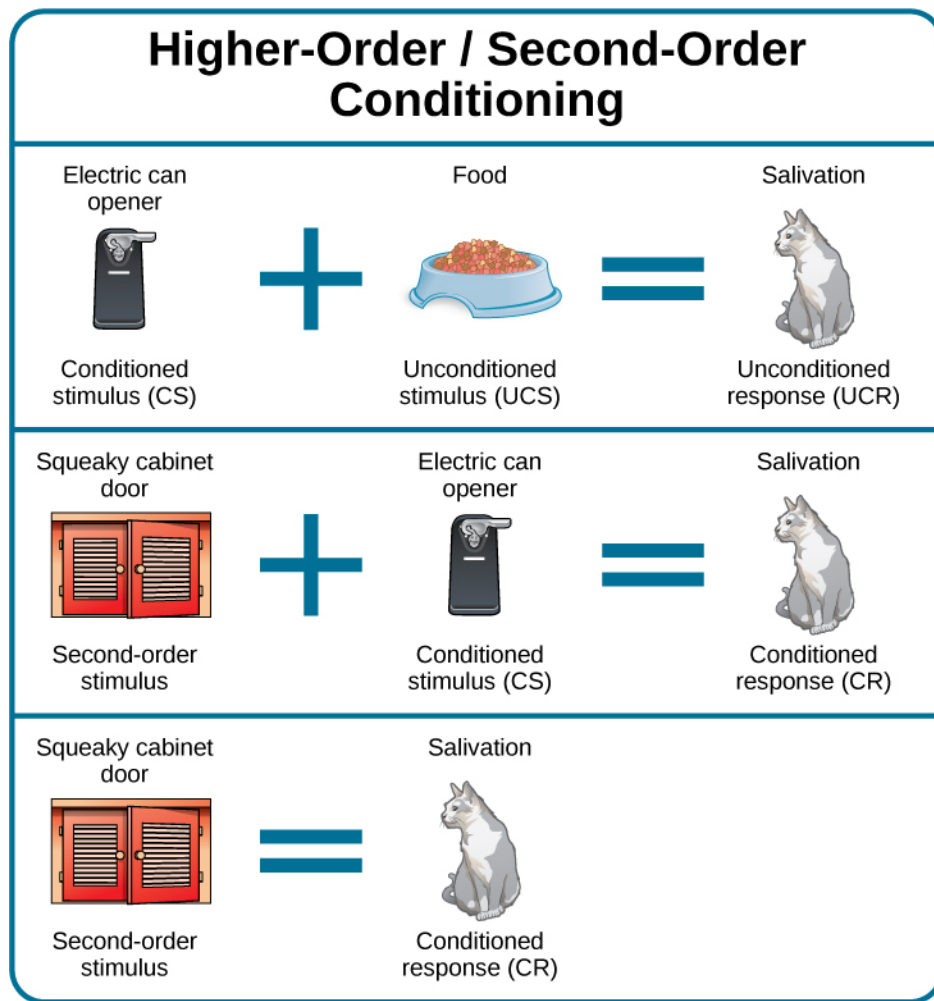 Higher-Order / Second-Order
Conditioning
Electric can
opener
Food
Salivation
Conditioned
stimulus (CS)
Unconditioned
stimulus (UCS)
Unconditioned
response (UCR)
Squeaky cabinet
door
Electric can
opener
Salivation
Second-order
stimulus
Conditioned
stimulus (CS)
Conditioned
response (CR)
Squeaky cabinet
door
Salivation
Second-order
stimulus
Conditioned
response (CR)